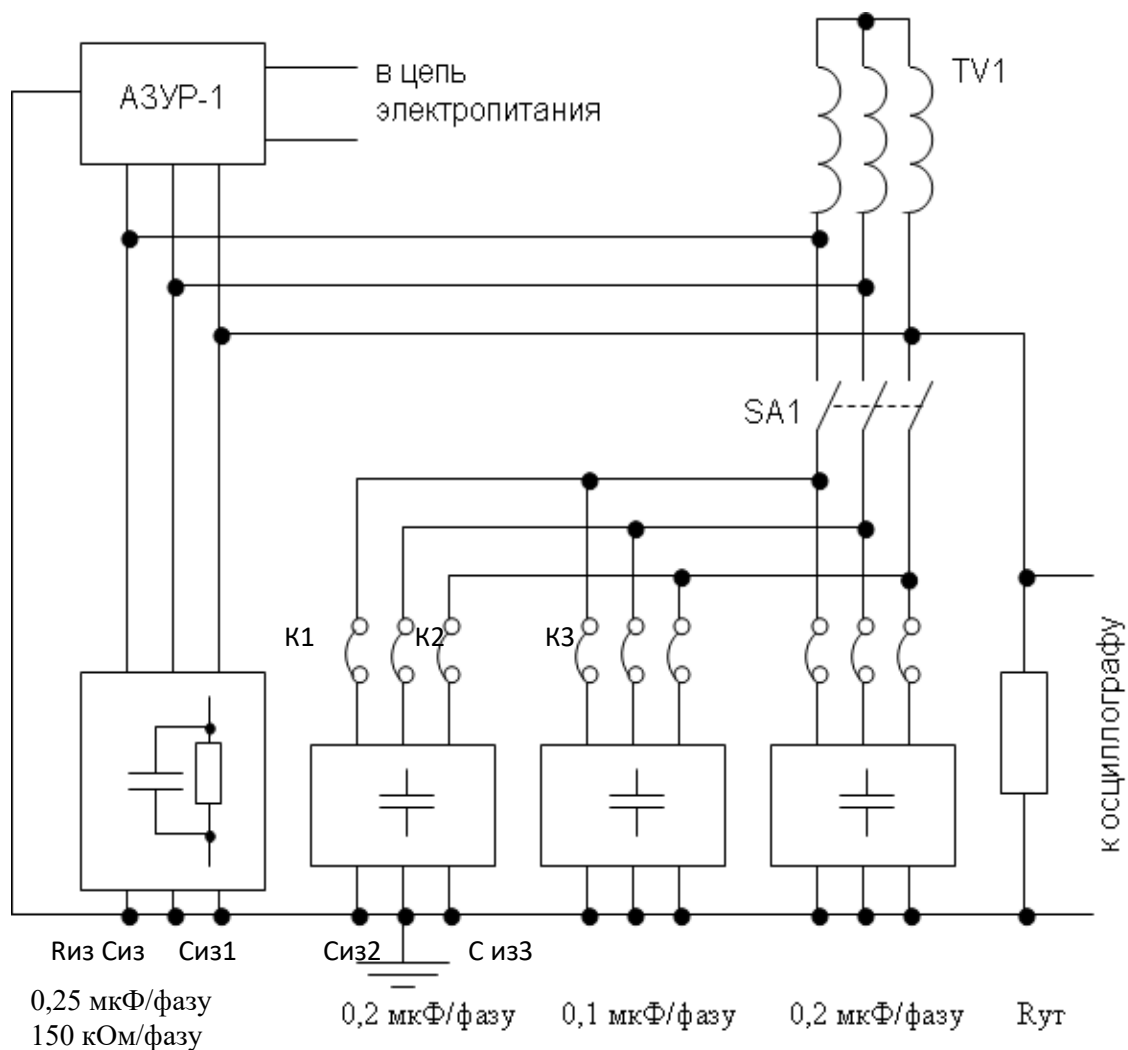 АЗУР-1
в цепь
электропитания
TV1
SA1
К1
К2
К3
к осциллографу
Rиз Сиз
Сиз1
Сиз2
С из3
0,25 мкФ/фазу
150 кОм/фазу
0,2 мкФ/фазу
0,1 мкФ/фазу
0,2 мкФ/фазу
Rут